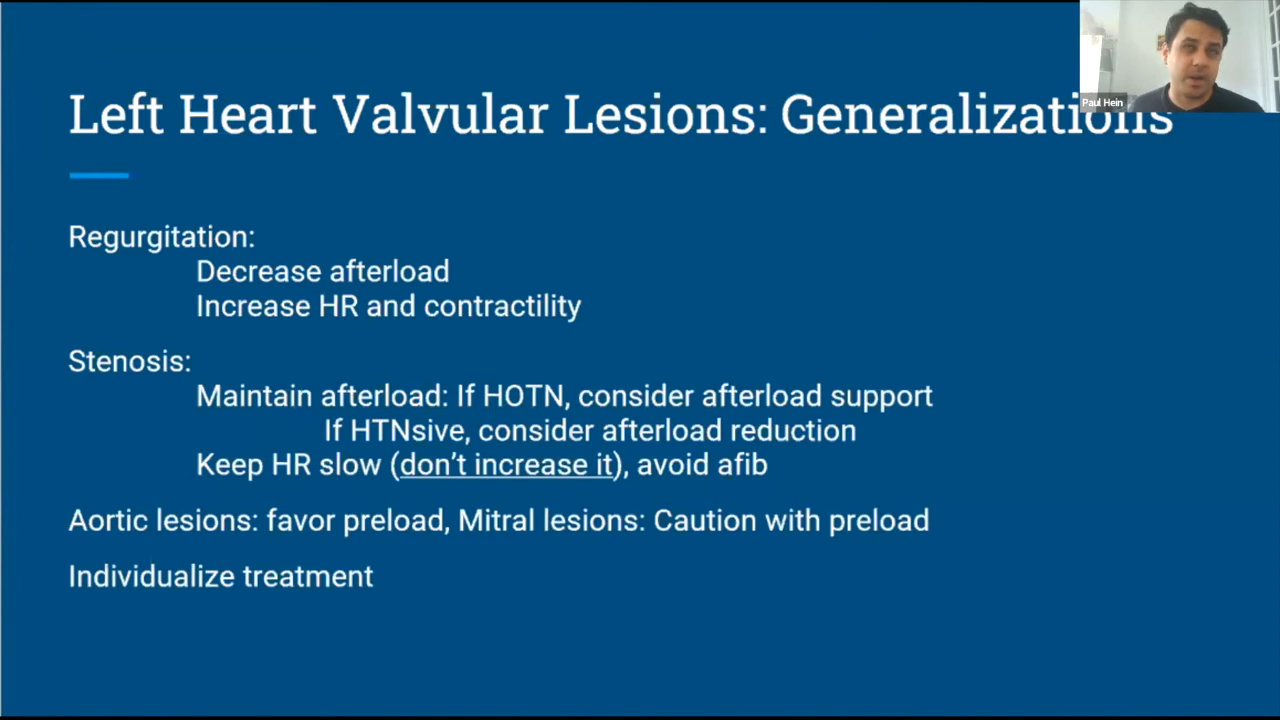 Left Heart Valvular Lesions: Generalizations
Paul Hein
Regurgitation:
Decrease afterload
Increase HR and contractility
Stenosis:
Maintain afterload: If HOTN, consider afterload support
If HTNsive, consider afterload reduction
Keep HR slow (don’t increase it), avoid afib
Aortic lesions: favor preload, Mitral lesions: Caution with preload
Individualize treatment